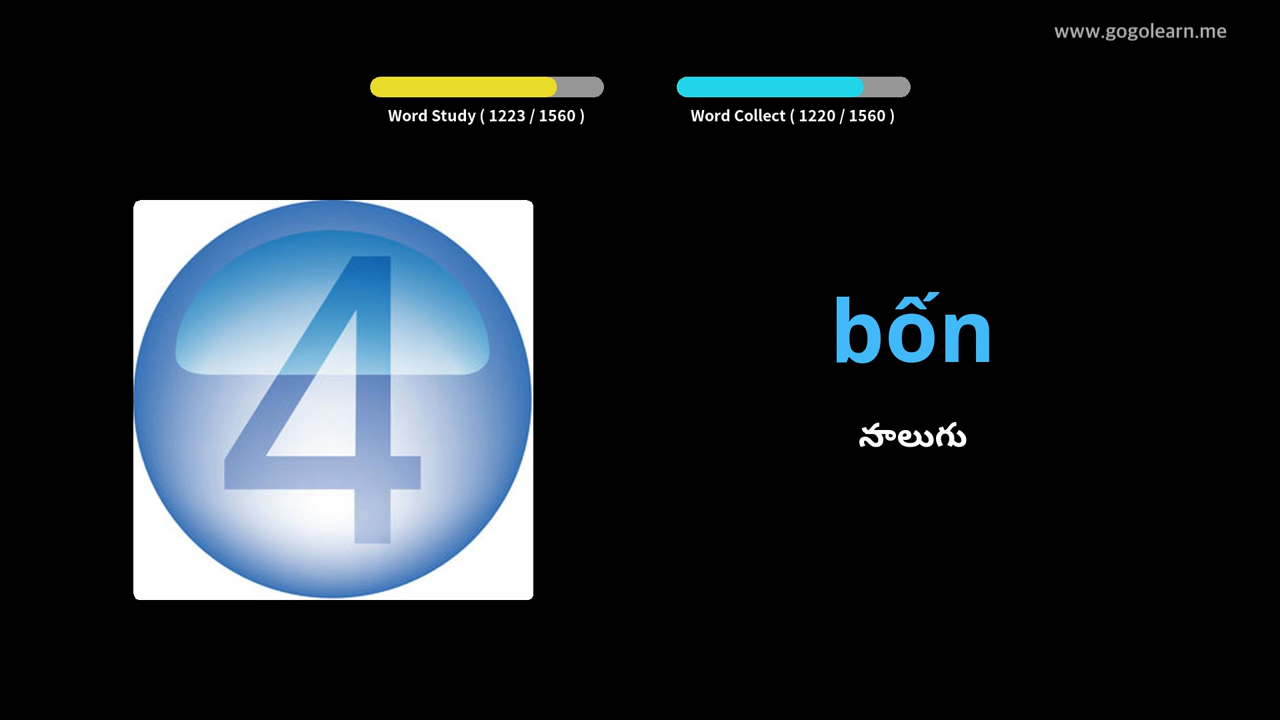 www.gogolearn.me
Word Study ( 1223 / 1560 )
Word Collect ( 1220 / 1560 )
4
bốn
నాలుగు